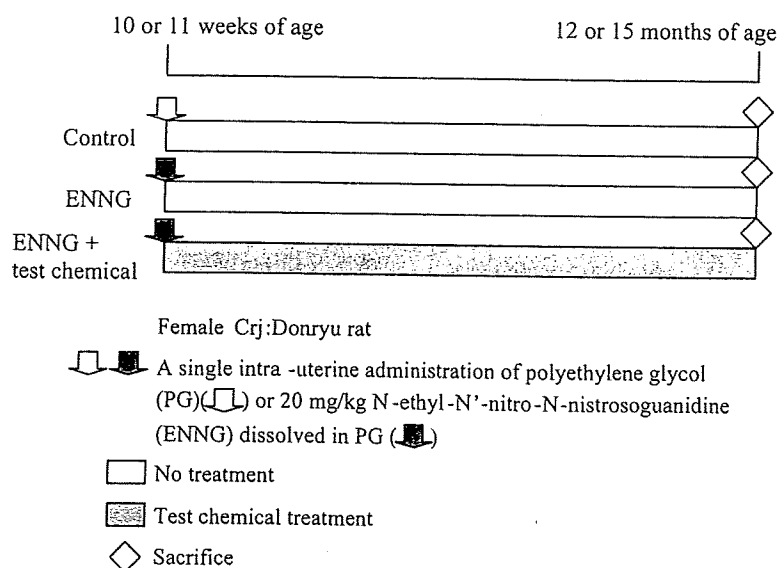 10 or 11 weeks of age
12 or 15 months of age
Control
ENNG
ENNG +
test chemical
Female Crj:Donryu rat
A single intra -uterine administration of polyethylene glycol
(PG)( ) or 20 mg/kg N-ethyl-N’-nitro-N-nistrosoguanidine
(ENNG) dissolved in PG ( )
No treatment
Test chemical treatment
Sacrifice